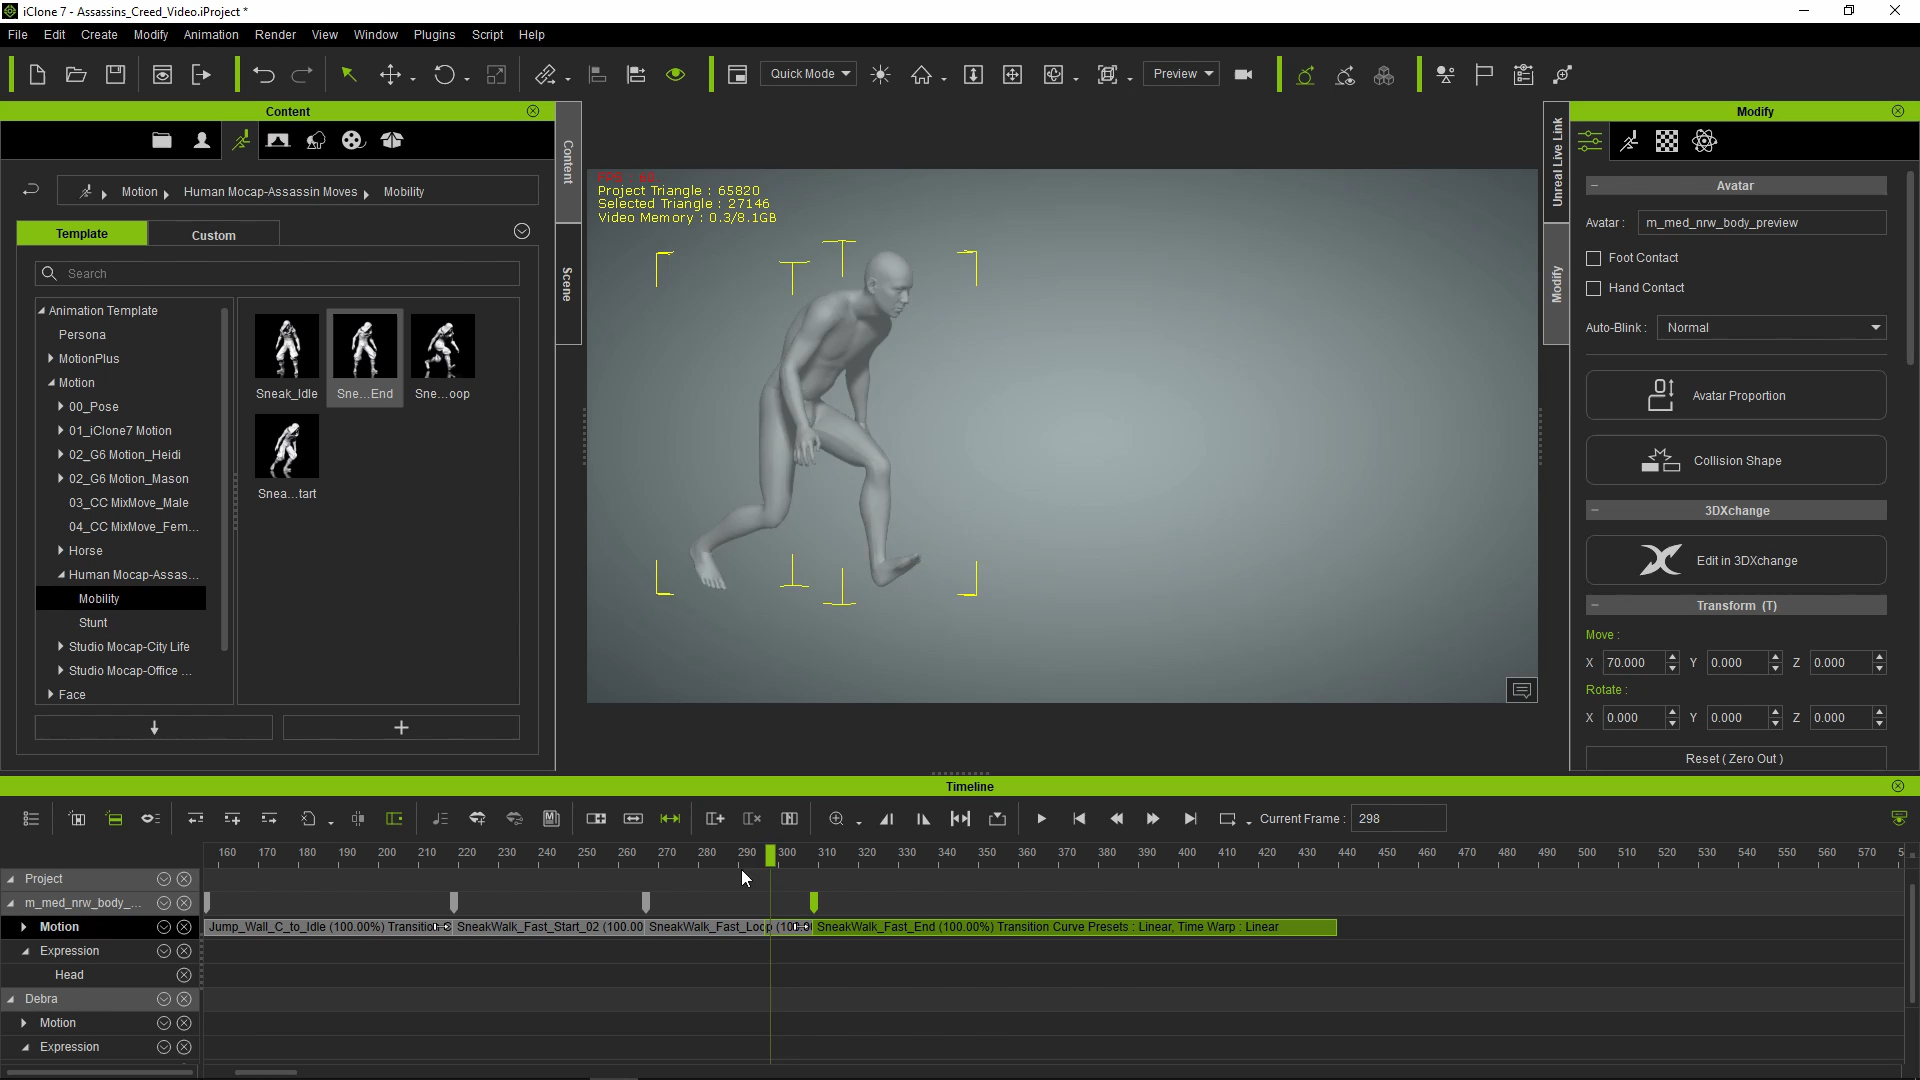 iClone 7 - Assassins_Creed_Video.iProject *
File Edit Create Modify Animation Render View Window Plugins Script Help
Quick Mode Preview
Content
Motion Human Mocap-Assassin Moves Mobility
Template Custom
Search
Animation Template
Persona
MotionPlus
Motion
00_Pose
01_iClone7 Motion
02_G6 Motion_Heidi
02_G6 Motion_Mason
03_CC MixMove_Male
04_CC MixMove_Fem...
Horse
Human Mocap-Assas...
Mobility
Stunt
Studio Mocap-City Life
Studio Mocap-Office ...
Face
Sneak_Idle Sne...End Sne...oop
Snea...tart
Content
Scene
Project Triangle : 65820
Selected Triangle : 27146
Video Memory : 0.3/8.1GB
Unreal Live Link
Modify
Modify
Avatar
Avatar : m_med_nrw_body_preview
Foot Contact
Hand Contact
Auto-Blink : Normal
Avatar Proportion
Collision Shape
3DXchange
Edit in 3DXchange
Transform (T)
Move :
X 70.000 Y 0.000 Z 0.000
Rotate :
X 0.000 Y 0.000 Z 0.000
Reset ( Zero Out )
Timeline
Current Frame : 298
160 170 180 190 200 210 220 230 240 250 260 270 280 290 300 310 320 330 340 350 360 370 380 390 400 410 420 430 440 450 460 470 480 490 500 510 520 530 540 550 560 570
Project
m_med_nrw_body_...
Motion
Jump_Wall_C_to_Idle (100.00%) Transitio SneakWalk_Fast_Start_02 (100.00 SneakWalk_Fast_Loop SneakWalk_Fast_End (100.00%) Transition Curve Presets : Linear, Time Warp : Linear
Expression
Head
Debra
Motion
Expression